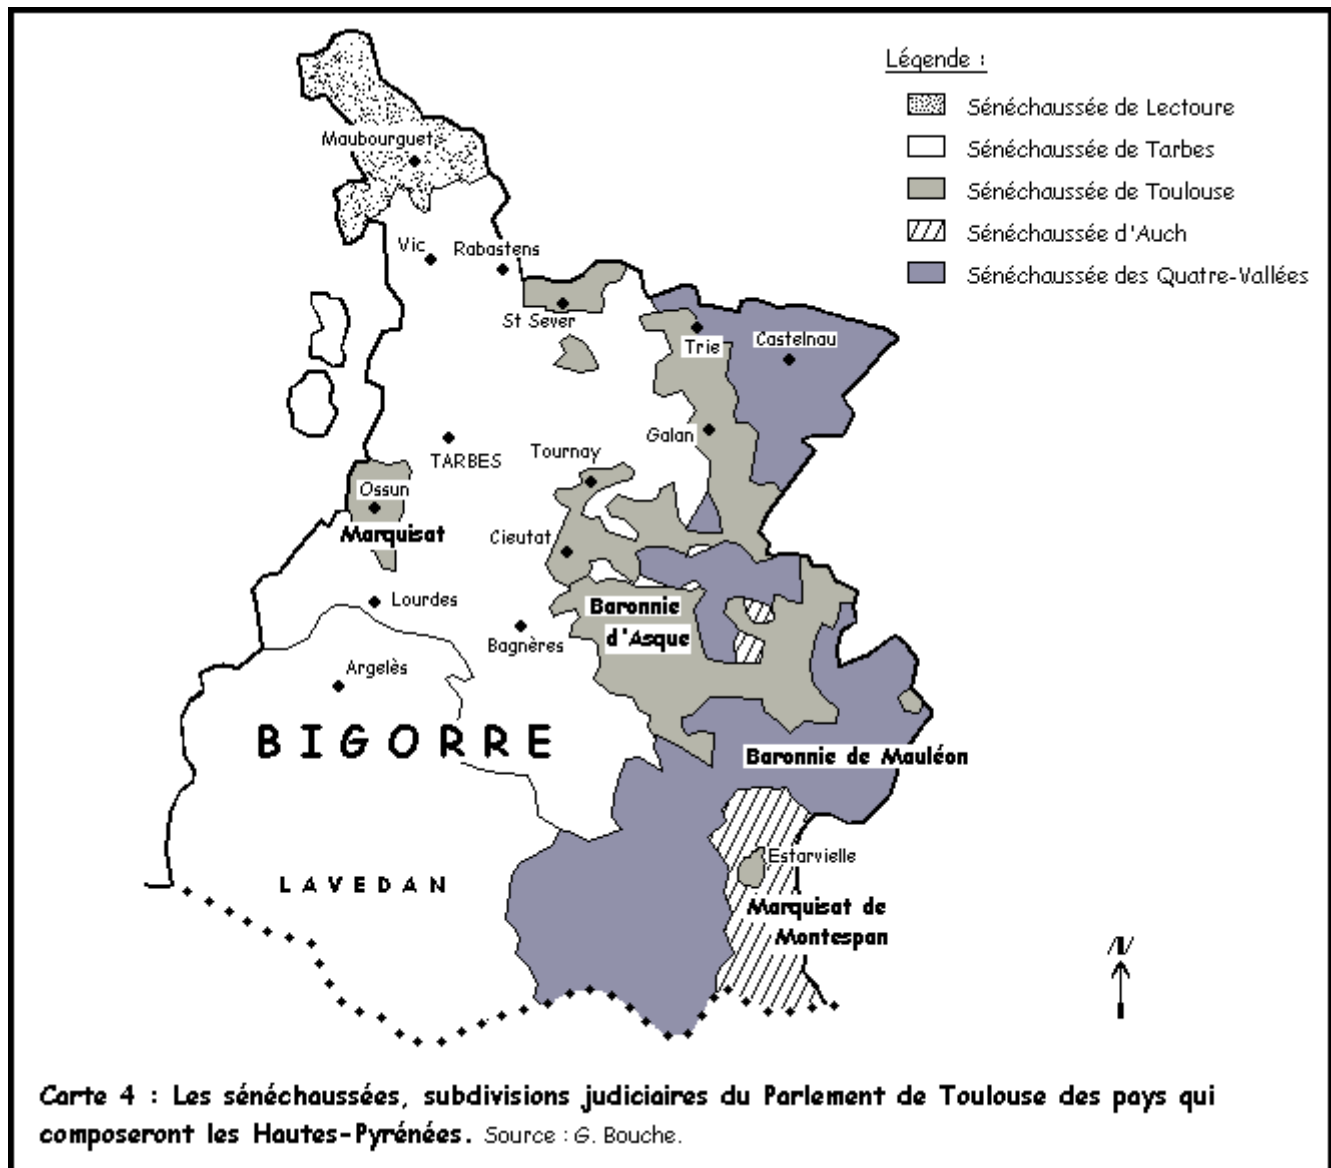 Légende :
Sénéchaussée de Lectoure
Sénéchaussée de Tarbes
Sénéchaussée de Toulouse
Sénéchaussée d'Auch
Sénéchaussée des Quatre-Vallées
Maubourguet
Vic
Rabastens
St Sever
Trie
Castelnau
Galan
TARBES
Tournay
Ossun
Marquisat
Cieutat
Lourdes
Baronnie
d'Asque
Bagnères
Argelès
BIGORRE
Baronnie de Mauléon
Estarvielle
LAVEDAN
Marquisat de
Montespan
N
Carte 4 : Les sénéchaussées, subdivisions judiciaires du Parlement de Toulouse des pays qui
composeront les Hautes-Pyrénées. Source : G. Bouche.